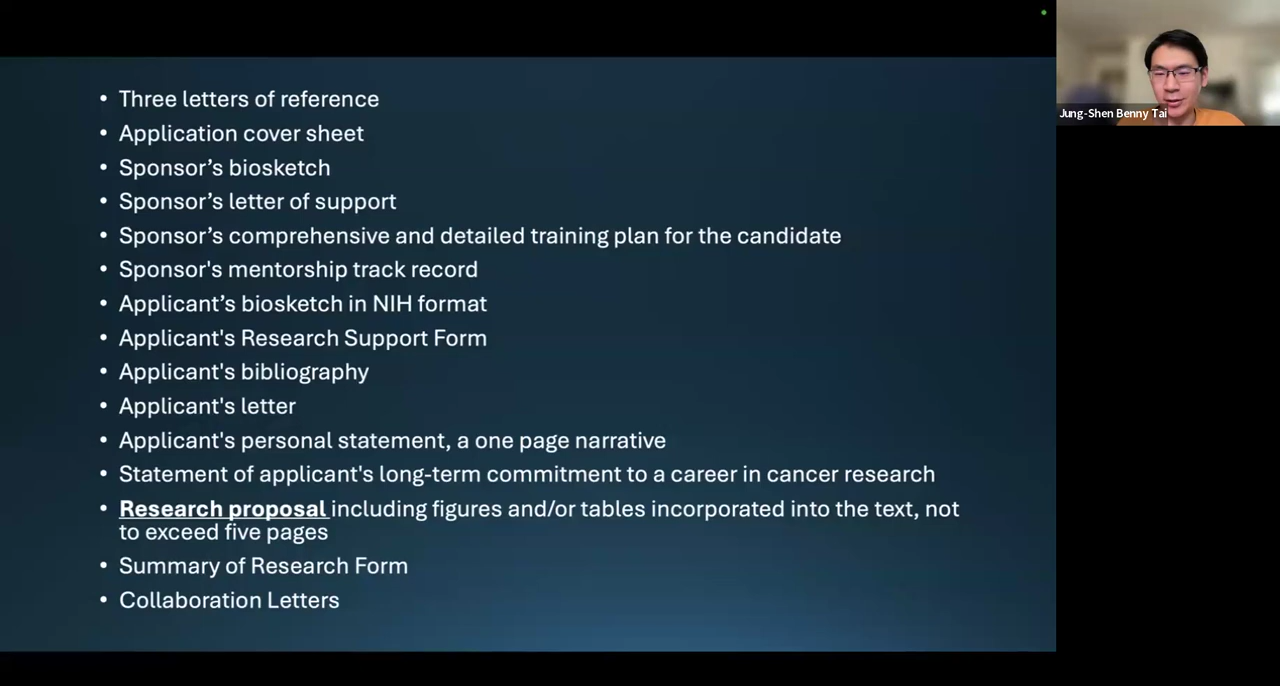 • Three letters of reference
• Application cover sheet
• Sponsor’s biosketch
• Sponsor’s letter of support
• Sponsor’s comprehensive and detailed training plan for the candidate
• Sponsor's mentorship track record
• Applicant’s biosketch in NIH format
• Applicant's Research Support Form
• Applicant's bibliography
• Applicant's letter
• Applicant's personal statement, a one page narrative
• Statement of applicant's long-term commitment to a career in cancer research
• Research proposal including figures and/or tables incorporated into the text, not
to exceed five pages
• Summary of Research Form
• Collaboration Letters
Jung-Shen Benny Tai